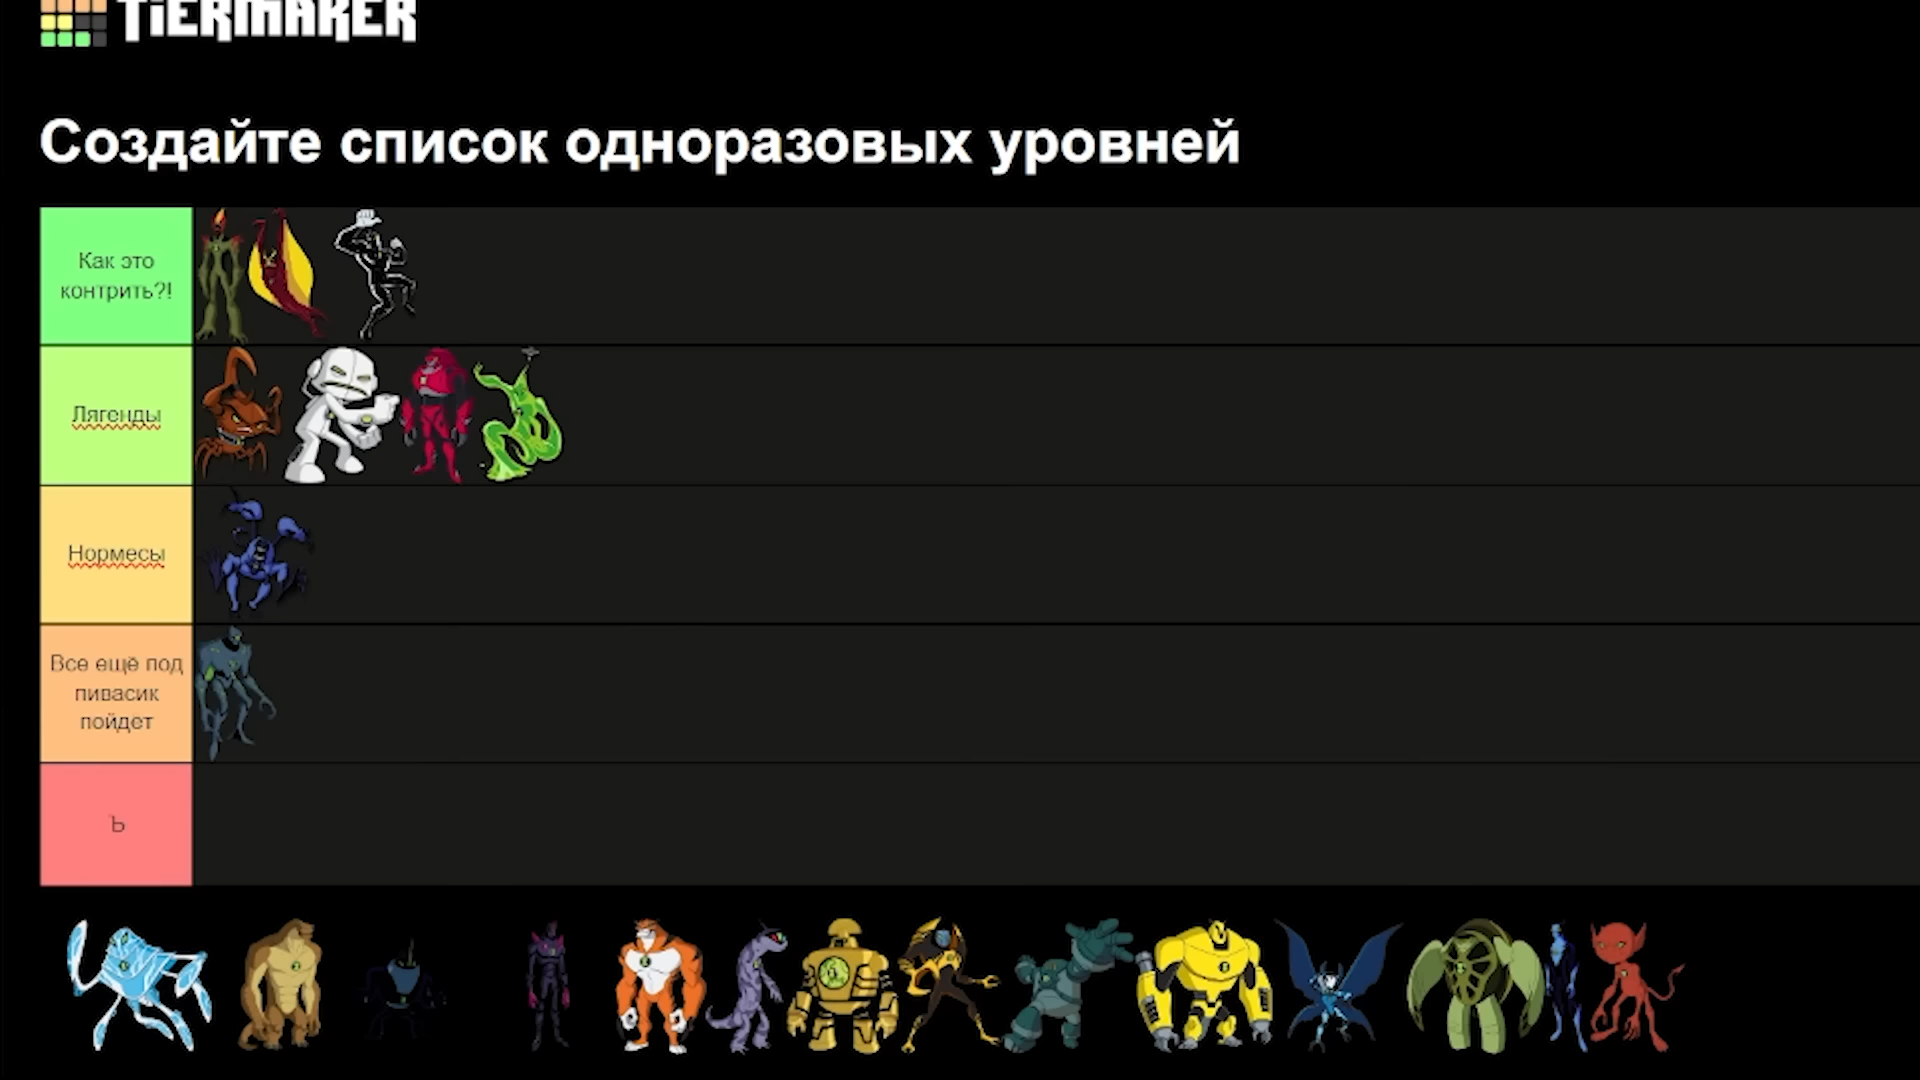 TiERMAKER
Создайте список одноразовых уровней
Как это
контрить?!
Лягенды
Нормесы
Все ещё под
пивасик
пойдет
Ъ